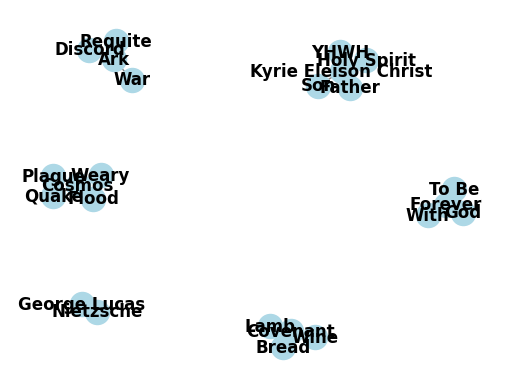 Requite
Discord
Ark
War
YHWH
Holy Spirit
Kyrie Eleison Christ
Son
Father
Plague
Weary
Cosmos
Quake
Flood
To Be
Forever
With
God
George Lucas
Nietzsche
Lamb
Covenant
Wine
Bread